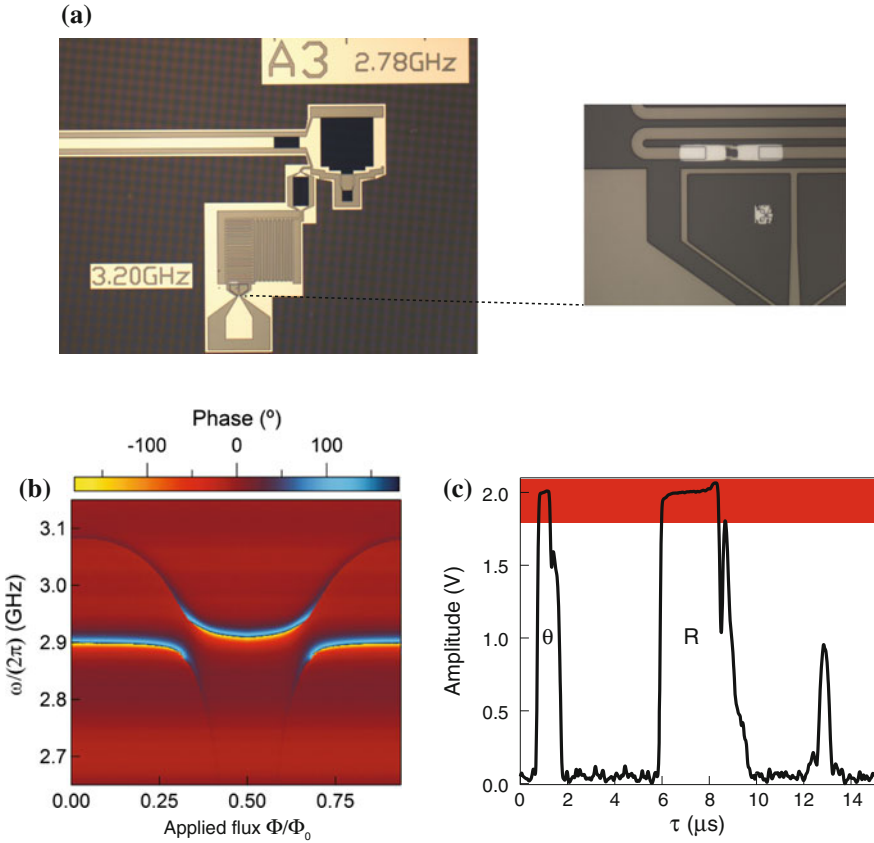 (a)
A3 2.78GHz
3.20GHz
(b)
Phase (º)
-100 0 100
ω/(2π) (GHz)
3.1
3.0
2.9
2.8
2.7
0.00 0.25 0.50 0.75
Applied flux Φ/Φ₀
(c)
Amplitude (V)
2.0
1.5
1.0
0.5
0.0
θ
R
0 2 4 6 8 10 12 14
τ (μs)